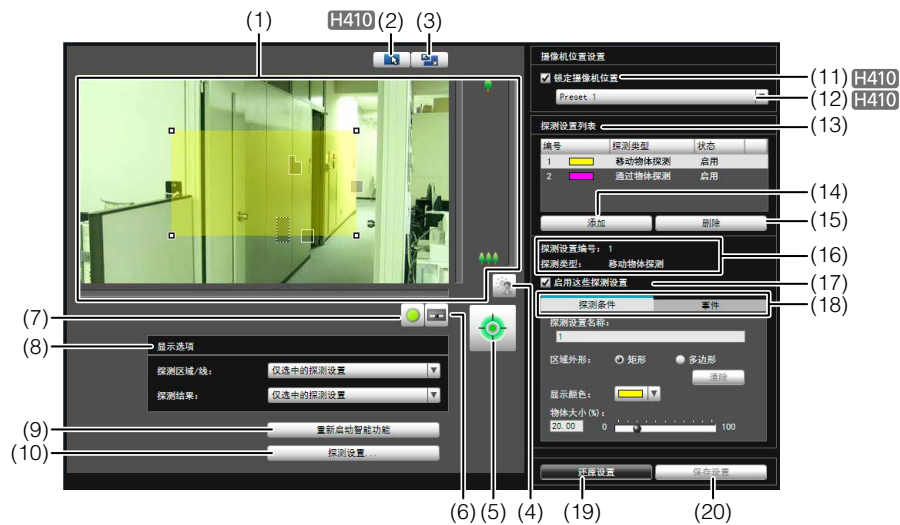 (1) H410 (2) (3)
摄像机位置设置
锁定摄像机位置 (11) H410
Preset 1 (12) H410
探测设置列表 (13)
编号 探测类型 状态
1 移动物体探测 启用
2 通过物体探测 启用
(14)
添加 删除 (15)
探测设置编号： 1
探测类型： 移动物体探测 (16)
启用这些探测设置 (17)
探测条件 事件 (18)
探测设置名称：
1
区域外形： 矩形 多边形
清除
显示颜色：
物体大小(%)：
20.00 0 100
(7)
(8) 显示选项
探测区域/线： 仅选中的探测设置
探测结果： 仅选中的探测设置
(9) 重新启动智能功能
(10) 探测设置...
还原设置 保存设置
(6) (5) (4) (19) (20)